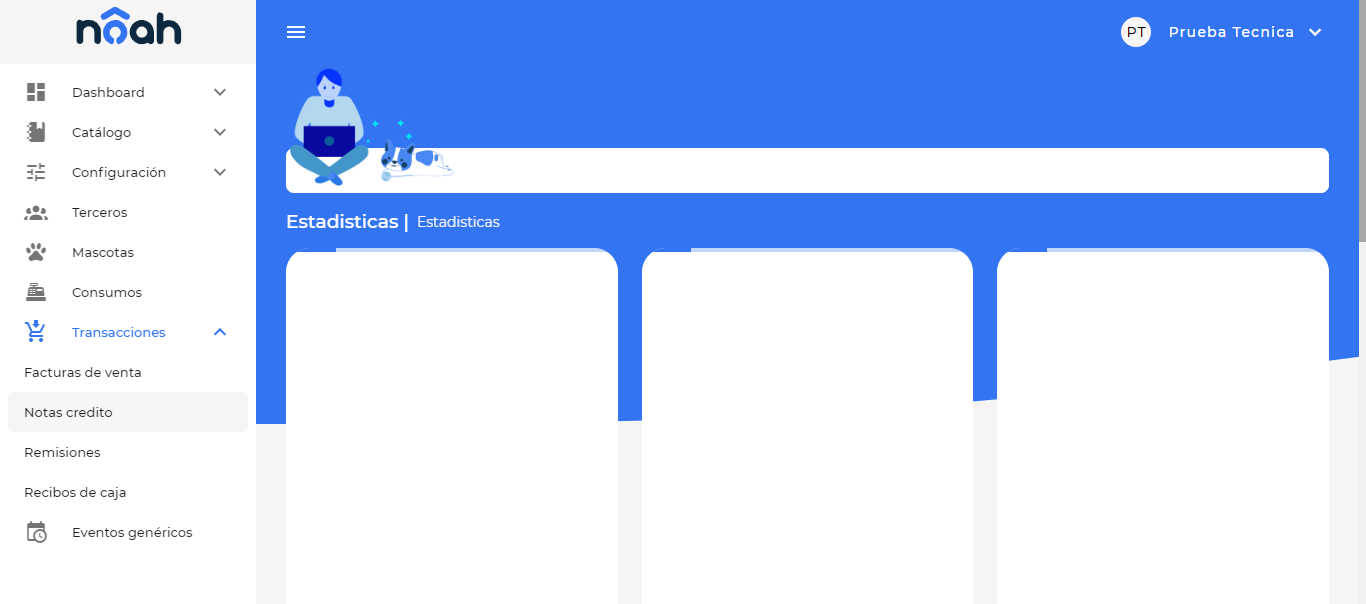 nôah
Dashboard
Catálogo
Configuración
Terceros
Mascotas
Consumos
Transacciones
Facturas de venta
Notas credito
Remisiones
Recibos de caja
Eventos genéricos
PT Prueba Tecnica
Estadisticas | Estadisticas